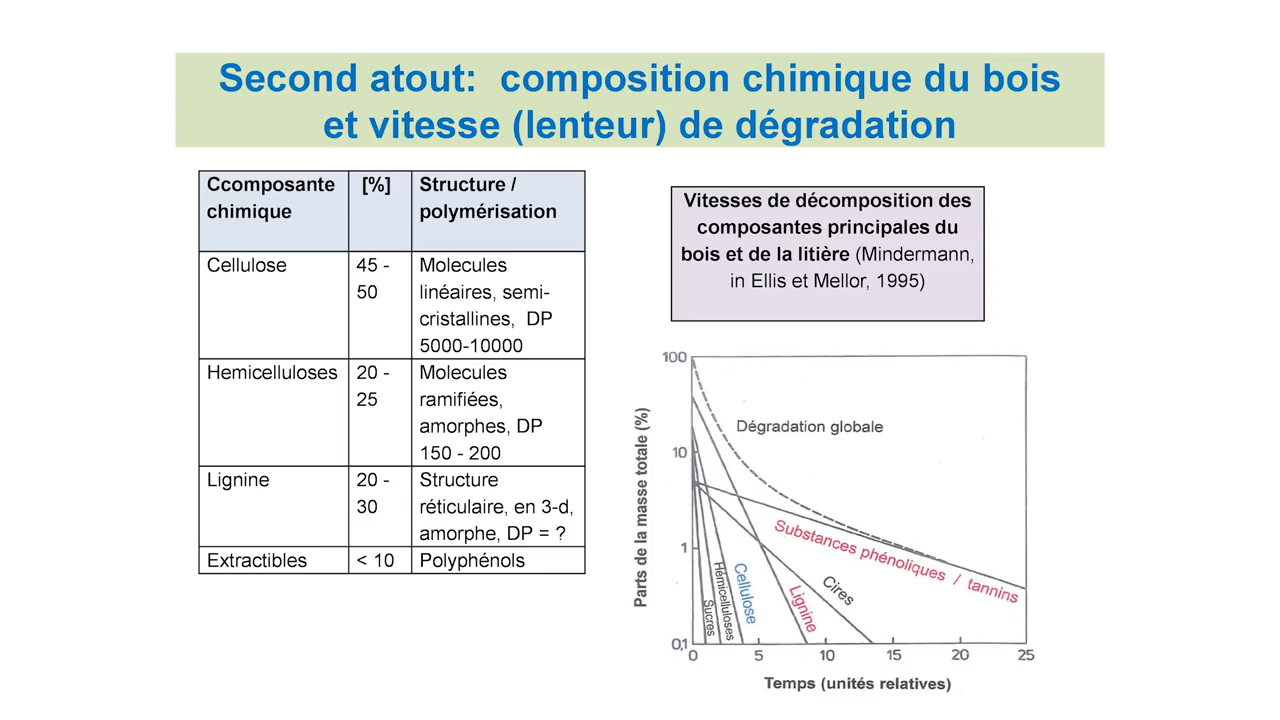 Second atout:  composition chimique du bois
et vitesse (lenteur) de dégradation
Ccomposante chimique [%] Structure / polymérisation
Cellulose 45 - 50 Molecules linéaires, semi-cristallines,  DP 5000-10000
Hemicelluloses 20 - 25 Molecules ramifiées, amorphes, DP 150 - 200
Lignine 20 - 30 Structure réticulaire, en 3-d, amorphe, DP = ?
Extractibles < 10 Polyphénols
Vitesses de décomposition des
composantes principales du
bois et de la litière (Mindermann,
in Ellis et Mellor, 1995)
100
10
1
0,1
Parts de la masse totale (%)
Dégradation globale
Substances phénoliques / tannins
Cires
Lignine
Cellulose
Hémicelluloses
Sucres
0 5 10 15 20 25
Temps (unités relatives)